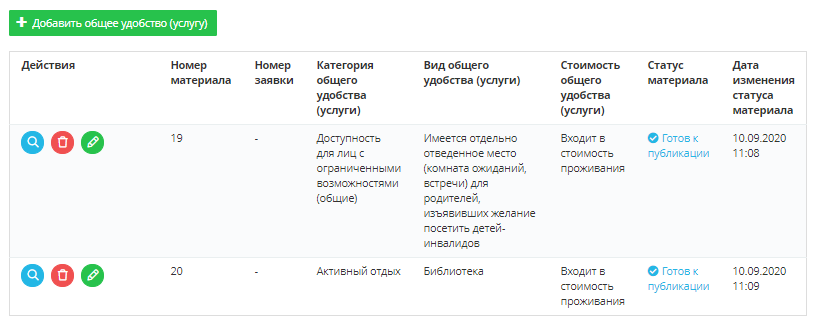 Добавить общее удобство (услугу)
Действия
Номер
материала
Номер
заявки
Категория
общего
удобства
(услуги)
Вид общего
удобства (услуги)
Стоимость
общего
удобства
(услуги)
Статус
материала
Дата
изменения
статуса
материала
19
-
Доступность
для лиц с
ограниченными
возможностями
(общие)
Имеется отдельно
отведенное место
(комната ожиданий,
встречи) для
родителей,
изъявивших желание
посетить детей-
инвалидов
Входит в
стоимость
проживания
Готов к
публикации
10.09.2020
11:08
20
-
Активный отдых
Библиотека
Входит в
стоимость
проживания
Готов к
публикации
10.09.2020
11:09